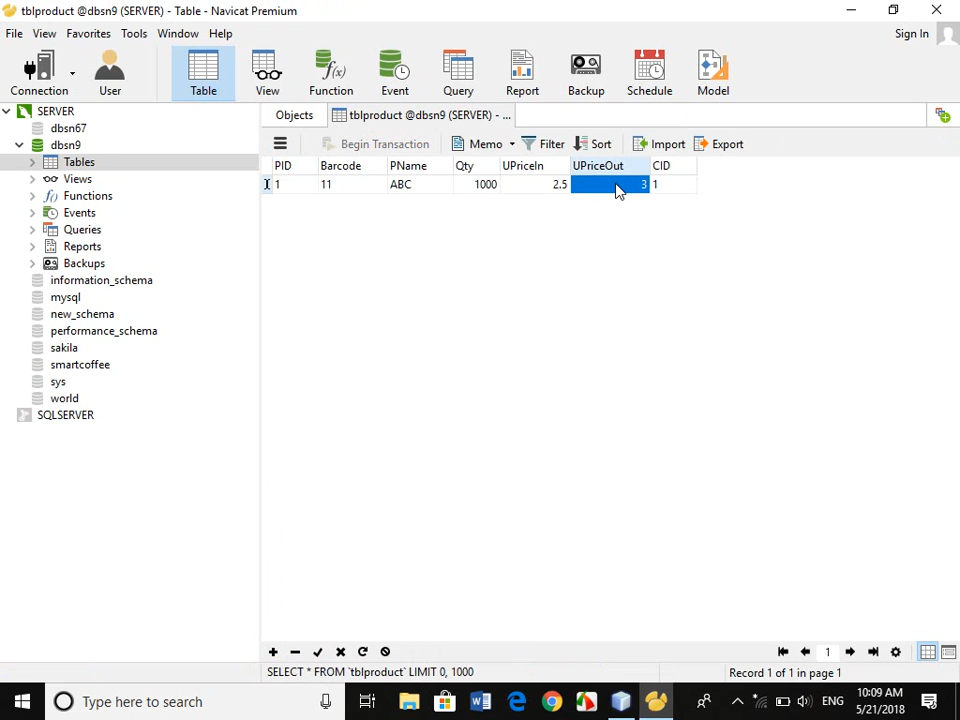 tblproduct @dbsn9 (SERVER) - Table - Navicat Premium
File View Favorites Tools Window Help
Sign In
Connection User Table View Function Event Query Report Backup Schedule Model
SERVER
dbsn67
dbsn9
Tables
Views
Functions
Events
Queries
Reports
Backups
information_schema
mysql
new_schema
performance_schema
sakila
smartcoffee
sys
world
SQLSERVER
Objects
tblproduct @dbsn9 (SERVER) - ...
Begin Transaction Memo Filter Sort Import Export
PID Barcode PName Qty UPriceIn UPriceOut CID
1 11 ABC 1000 2.5 3 1
1
SELECT * FROM `tblproduct` LIMIT 0, 1000
Record 1 of 1 in page 1
Type here to search
ENG
10:09 AM
5/21/2018